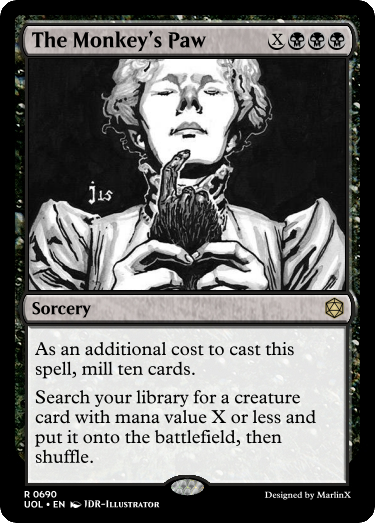 The Monkey's Paw X
j 15
Sorcery
As an additional cost to cast this
spell, mill ten cards.
Search your library for a creature
card with mana value X or less and
put it onto the battlefield, then
shuffle.
R 0690
UOL • EN JDR-Illustrator
Designed by MarlinX